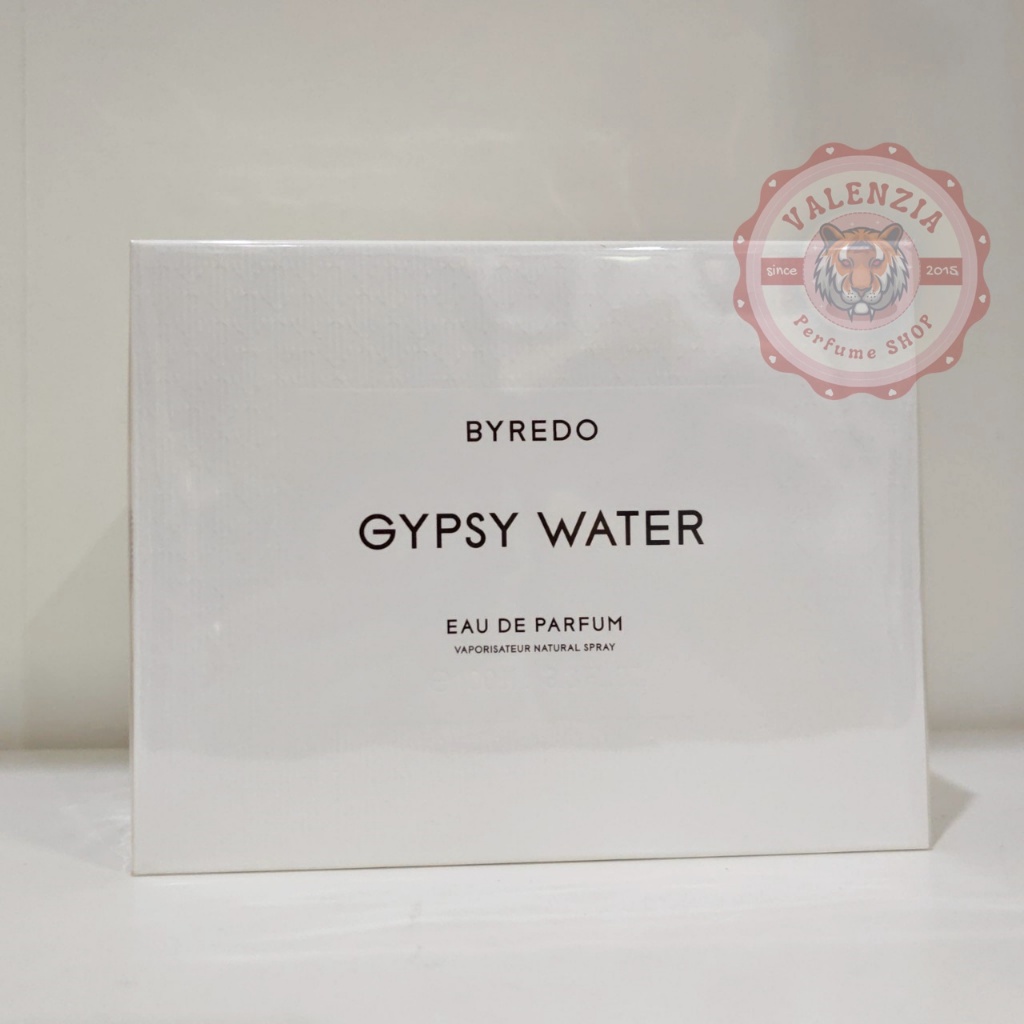 VALENZIA
since 2015
Perfume SHOP
BYREDO
GYPSY WATER
EAU DE PARFUM
VAPORISATEUR NATURAL SPRAY